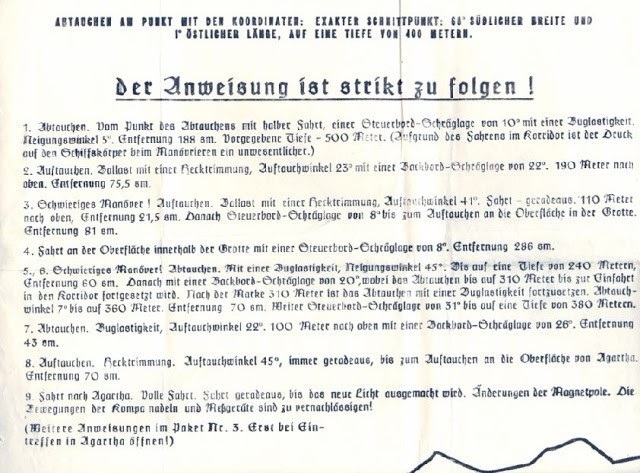 ABTAUCHEN AM PUNKT MIT DEN KOORDINATEN: EXAKTER SCHNITTPUNKT: 68° SÜDLICHER BREITE UND
1° ÖSTLICHER LÄNGE, AUF EINE TIEFE VON 400 METERN.
Der Anweisung ist strikt zu folgen !
1. Abtauchen. Vom Punkt des Abtauchens mit halber Fahrt, einer Steuerbord-Schräglage von 10° mit einer Buglastigkeit,
Neigungswinkel 5°. Entfernung 188 sm. Vorgegebene Tiefe - 500 Meter. (Aufgrund des Fahrens im Korridor ist der Druck
auf den Schiffskörper beim Manövrieren ein unwesentlicher.)
2. Auftauchen. Ballast mit einer Hecktrimmung, Auftauchwinkel 23° mit einer Backbord-Schräglage von 22°. 190 Meter nach
oben. Entfernung 75,5 sm.
3. Schwieriges Manöver ! Auftauchen. Ballast mit einer Hecktrimmung, Auftauchwinkel 41°. Fahrt - geradeaus. 110 Meter
nach oben, Entfernung 21,5 sm. Danach Steuerbord-Schräglage von 8° bis zum Auftauchen an die Oberfläche in der Grotte.
Entfernung 81 sm.
4. Fahrt an der Oberfläche innerhalb der Grotte mit einer Steuerbord-Schräglage von 8°. Entfernung 286 sm.
5., 6. Schwieriges Manöver! Abtauchen. Mit einer Buglastigkeit, Neigungswinkel 45°. Bis auf eine Tiefe von 240 Metern,
Entfernung 60 sm. Danach mit einer Backbord-Schräglage von 20°, wobei das Abtauchen bis auf 310 Meter bis zur Einfahrt
in den Korridor fortgesetzt wird. Nach der Marke 310 Meter ist das Abtauchen mit einer Buglastigkeit fortzusetzen. Abtauch-
winkel 7° bis auf 360 Meter. Entfernung 70 sm. Weiter Steuerbord-Schräglage von 31° bis auf eine Tiefe von 380 Metern.
7. Abtauchen. Buglastigkeit, Auftauchwinkel 22°. 100 Meter nach oben mit einer Backbord-Schräglage von 26°. Entfernung
43 sm.
8. Auftauchen. Hecktrimmung. Auftauchwinkel 45°, immer geradeaus, bis zum Auftauchen an die Oberfläche von Agartha.
Entfernung 70 sm.
9. Fahrt nach Agartha. Volle Fahrt. Fahrt geradeaus, bis das neue Licht ausgemacht wird. Änderungen der Magnetpole. Die
Bewegungen der Kompa nadeln und Meßgeräte sind zu vernachlässigen!
(Weitere Anweisungen im Paket Nr. 3. Erst bei Ein-
treffen in Agartha öffnen!)